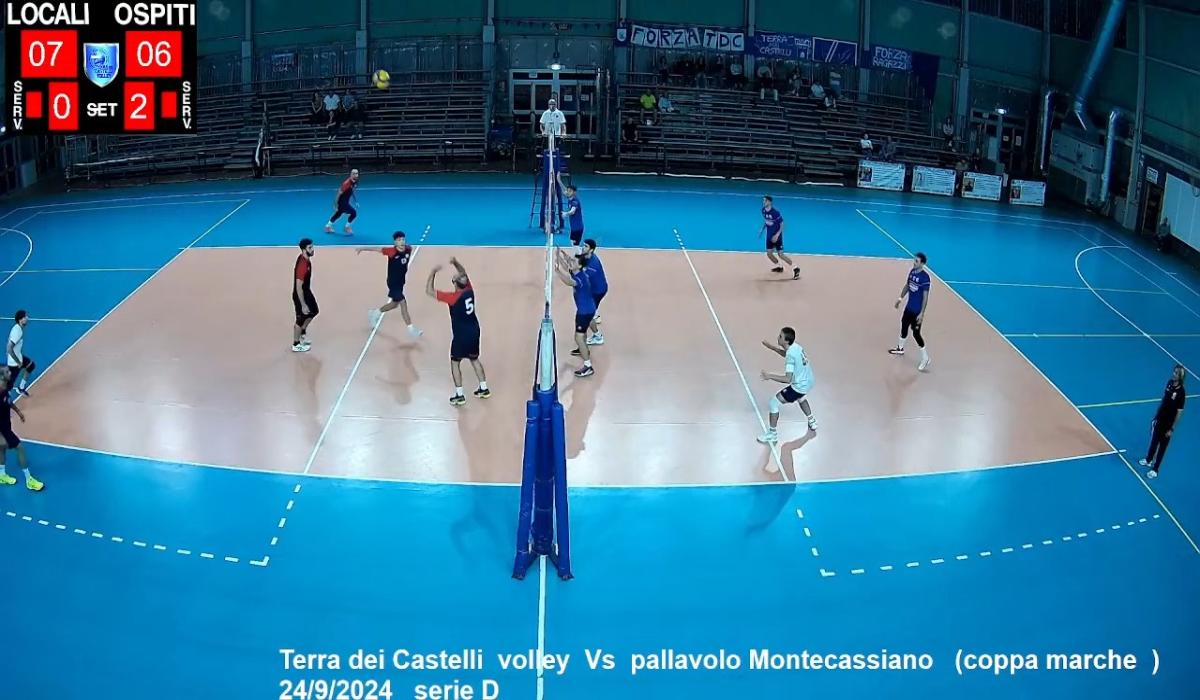 LOCALI OSPITI
07 06
SERV. 0 SET 2 SERV.
FORZA TDC
TERRA
CASTELLI
FORZA
RAGAZZI
5
Terra dei Castelli volley Vs pallavolo Montecassiano (coppa marche )
24/9/2024 serie D